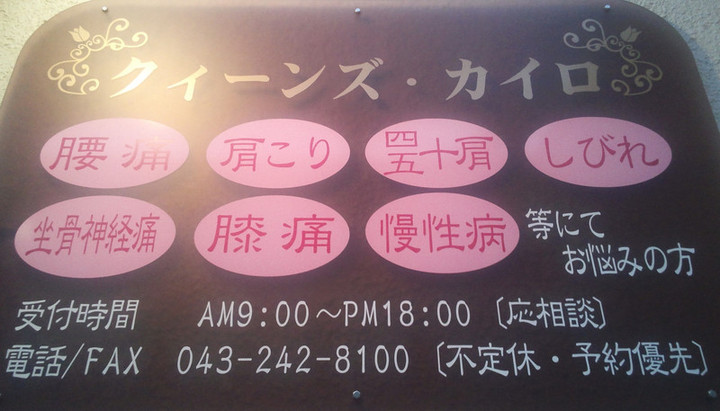 クィーンズ・カイロ
腰痛 肩こり 四五十肩 しびれ
坐骨神経痛 膝痛 慢性病 等にて
お悩みの方
受付時間 AM9:00～PM18:00〔応相談〕
電話/FAX 043-242-8100〔不定休・予約優先〕